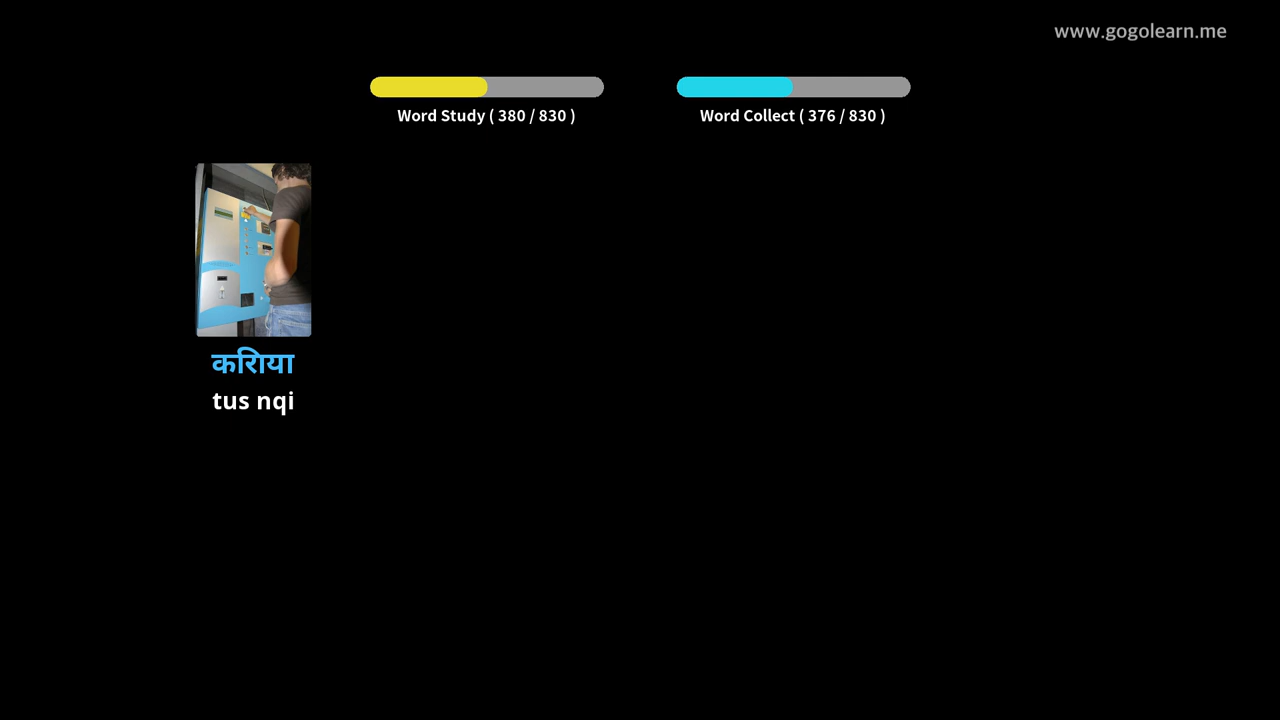 www.gogolearn.me
Word Study ( 380 / 830 )
Word Collect ( 376 / 830 )
करिाया
tus nqi